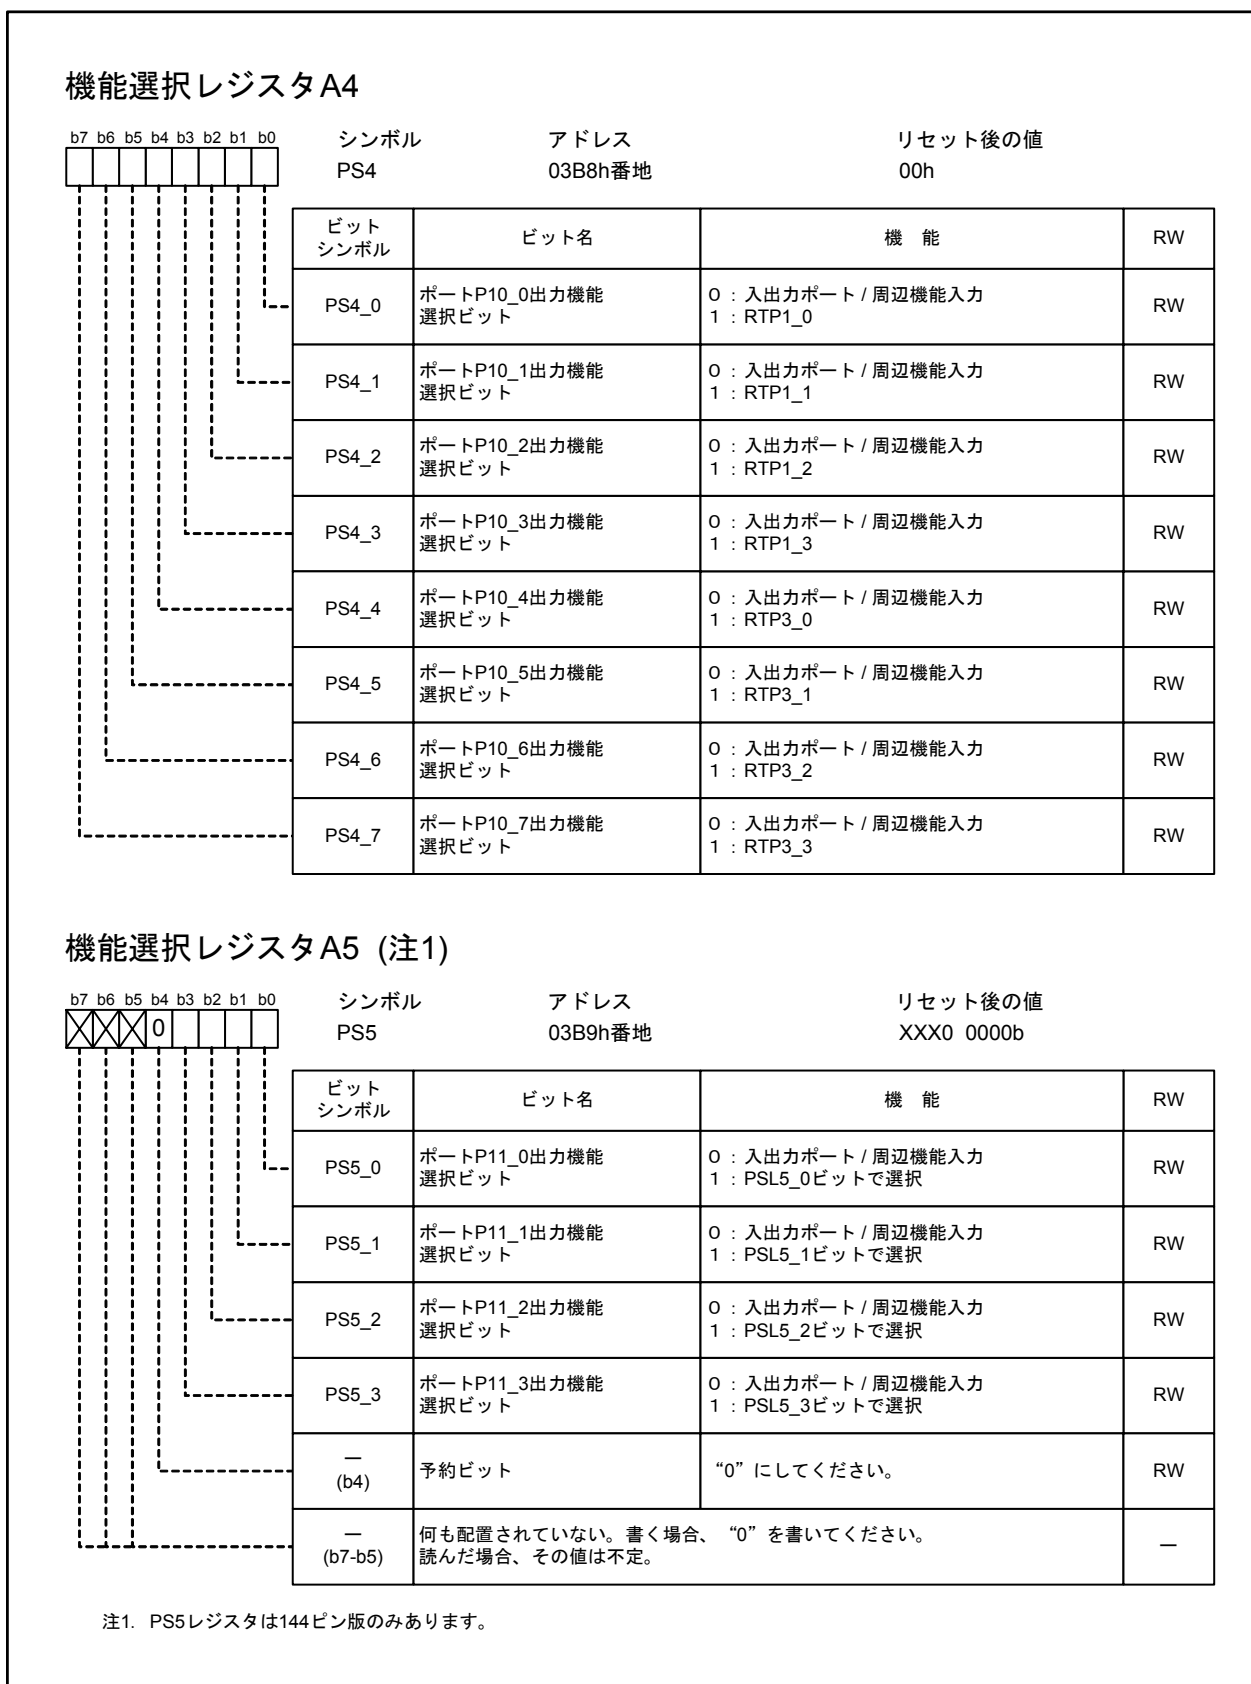 機能選択レジスタA4
b7 b6 b5 b4 b3 b2 b1 b0
シンボル アドレス リセット後の値
PS4 03B8h番地 00h
ビット
シンボル ビット名 機 能 RW
PS4_0 ポートP10_0出力機能
選択ビット 0 : 入出力ポート / 周辺機能入力
1 : RTP1_0 RW
PS4_1 ポートP10_1出力機能
選択ビット 0 : 入出力ポート / 周辺機能入力
1 : RTP1_1 RW
PS4_2 ポートP10_2出力機能
選択ビット 0 : 入出力ポート / 周辺機能入力
1 : RTP1_2 RW
PS4_3 ポートP10_3出力機能
選択ビット 0 : 入出力ポート / 周辺機能入力
1 : RTP1_3 RW
PS4_4 ポートP10_4出力機能
選択ビット 0 : 入出力ポート / 周辺機能入力
1 : RTP3_0 RW
PS4_5 ポートP10_5出力機能
選択ビット 0 : 入出力ポート / 周辺機能入力
1 : RTP3_1 RW
PS4_6 ポートP10_6出力機能
選択ビット 0 : 入出力ポート / 周辺機能入力
1 : RTP3_2 RW
PS4_7 ポートP10_7出力機能
選択ビット 0 : 入出力ポート / 周辺機能入力
1 : RTP3_3 RW
機能選択レジスタA5 (注1)
b7 b6 b5 b4 b3 b2 b1 b0
0
シンボル アドレス リセット後の値
PS5 03B9h番地 XXX0 0000b
ビット
シンボル ビット名 機 能 RW
PS5_0 ポートP11_0出力機能
選択ビット 0 : 入出力ポート / 周辺機能入力
1 : PSL5_0ビットで選択 RW
PS5_1 ポートP11_1出力機能
選択ビット 0 : 入出力ポート / 周辺機能入力
1 : PSL5_1ビットで選択 RW
PS5_2 ポートP11_2出力機能
選択ビット 0 : 入出力ポート / 周辺機能入力
1 : PSL5_2ビットで選択 RW
PS5_3 ポートP11_3出力機能
選択ビット 0 : 入出力ポート / 周辺機能入力
1 : PSL5_3ビットで選択 RW
—
(b4) 予約ビット “0”にしてください。 RW
—
(b7-b5) 何も配置されていない。書く場合、“0”を書いてください。
読んだ場合、その値は不定。 —
注1. PS5レジスタは144ピン版のみあります。